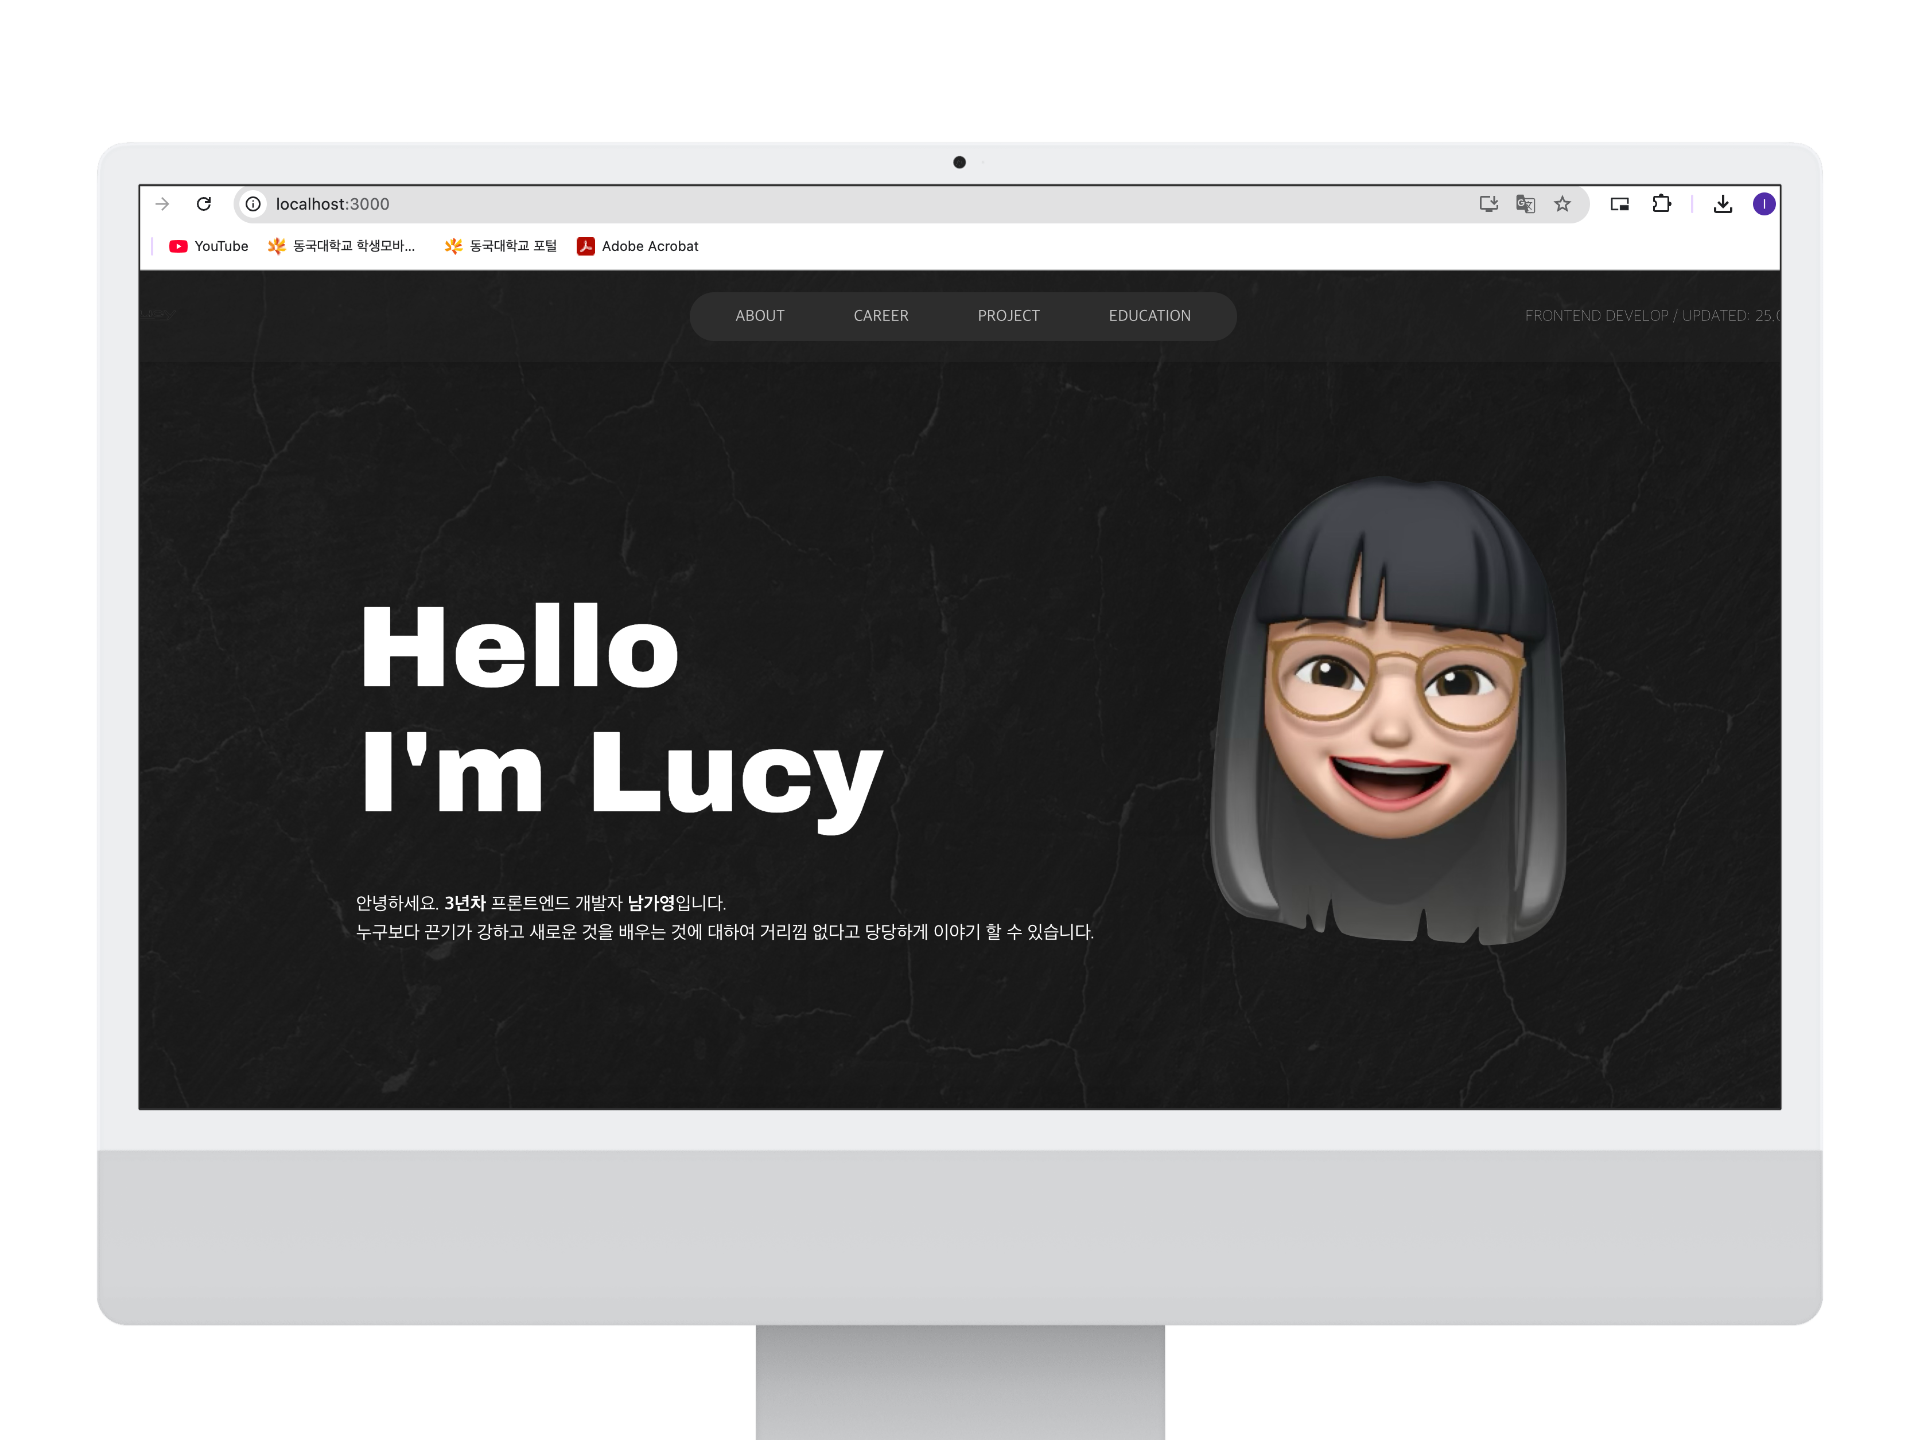 localhost:3000
YouTube 동국대학교 학생모바... 동국대학교 포털 Adobe Acrobat
ABOUT CAREER PROJECT EDUCATION FRONTEND DEVELOP / UPDATED: 25.
Hello
I'm Lucy
안녕하세요. 3년차 프론트엔드 개발자 남가영입니다.
누구보다 끈기가 강하고 새로운 것을 배우는 것에 대하여 거리낌 없다고 당당하게 이야기 할 수 있습니다.